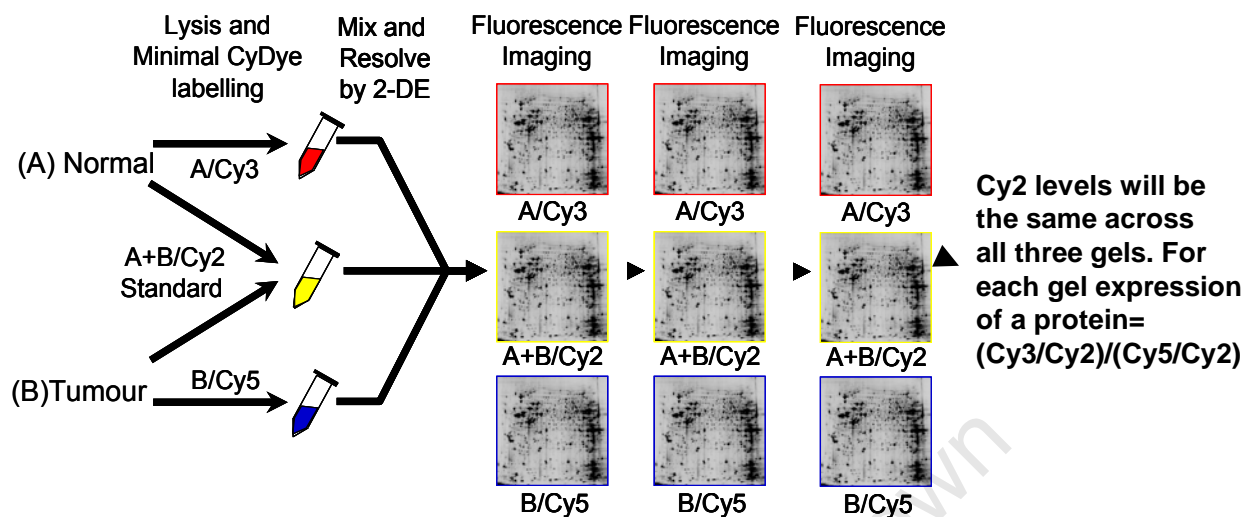 Lysis and
Minimal CyDye
labelling
Mix and
Resolve
by 2-DE
Fluorescence
Imaging
Fluorescence
Imaging
Fluorescence
Imaging
(A) Normal
A/Cy3
A+B/Cy2
Standard
(B)Tumour
B/Cy5
A/Cy3
A/Cy3
A/Cy3
A+B/Cy2
A+B/Cy2
A+B/Cy2
B/Cy5
B/Cy5
B/Cy5
Cy2 levels will be
the same across
all three gels. For
each gel expression
of a protein=
(Cy3/Cy2)/(Cy5/Cy2)